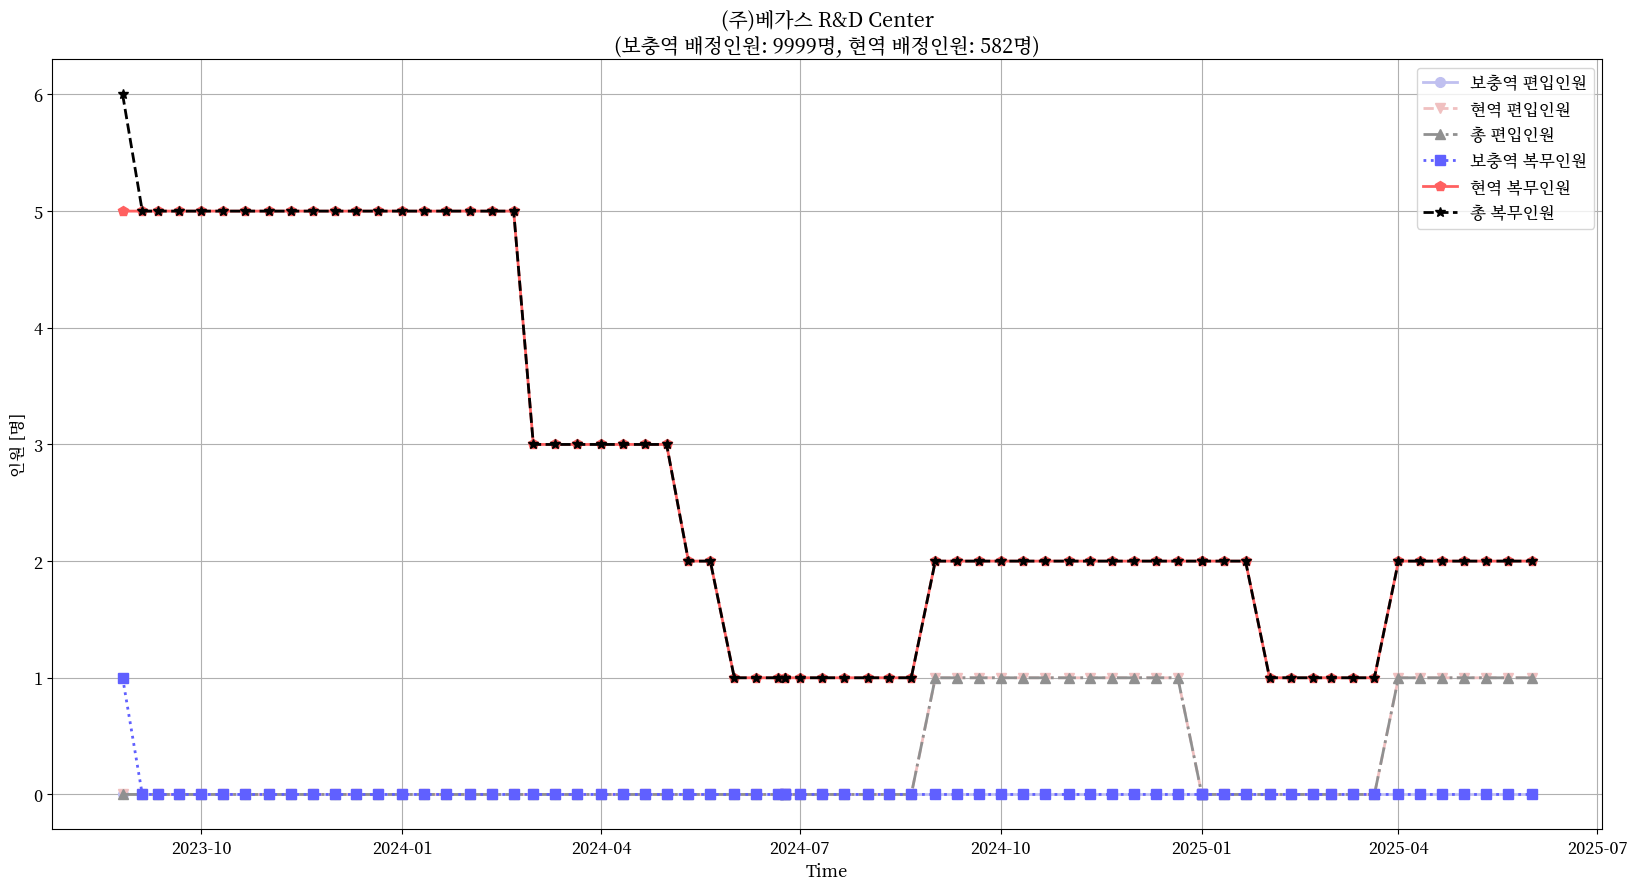 (주)베가스 R&D Center
(보충역 배정인원: 9999명, 현역 배정인원: 582명)
보충역 편입인원
현역 편입인원
총 편입인원
보충역 복무인원
현역 복무인원
총 복무인원
인원 [명]
6
5
4
3
2
1
0
2023-10
2024-01
2024-04
2024-07
2024-10
2025-01
2025-04
2025-07
Time